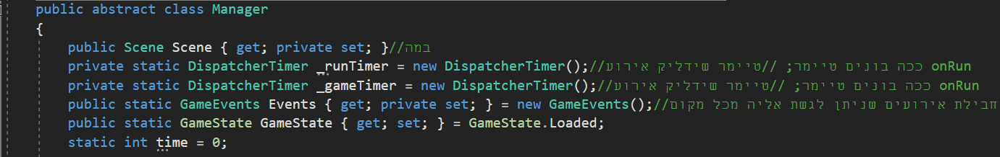 public abstract class Manager
{
public Scene Scene { get; private set; }//במה
private static DispatcherTimer _runTimer = new DispatcherTimer();//טיימר שידליק אירוע// ;ככה בונים טיימר onRun
private static DispatcherTimer _gameTimer = new DispatcherTimer();//טיימר שידליק אירוע// ;ככה בונים טיימר onRun
public static GameEvents Events { get; private set; } = new GameEvents();//חבילת אירועים שניתן לגשת אליה מכל מקום
public static GameState GameState { get; set; } = GameState.Loaded;
static int time = 0;